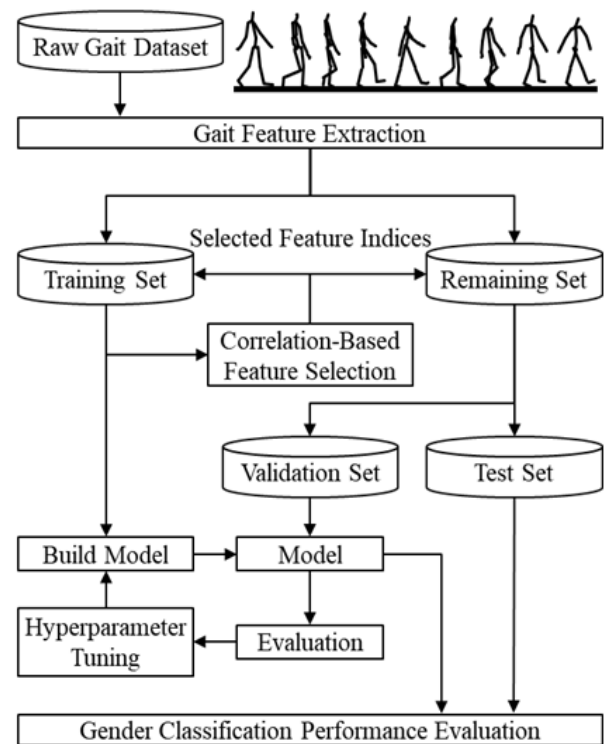 Raw Gait Dataset
Gait Feature Extraction
Selected Feature Indices
Training Set
Remaining Set
Correlation-Based
Feature Selection
Validation Set
Test Set
Build Model
Model
Hyperparameter
Tuning
Evaluation
Gender Classification Performance Evaluation